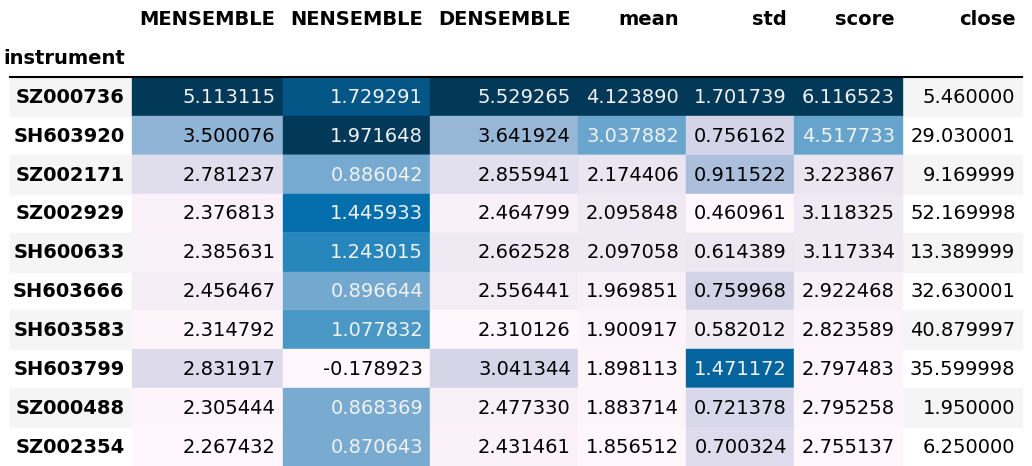 MENSEMBLE NENSEMBLE DENSEMBLE mean std score close
instrument
SZ000736 5.113115 1.729291 5.529265 4.123890 1.701739 6.116523 5.460000
SH603920 3.500076 1.971648 3.641924 3.037882 0.756162 4.517733 29.030001
SZ002171 2.781237 0.886042 2.855941 2.174406 0.911522 3.223867 9.169999
SZ002929 2.376813 1.445933 2.464799 2.095848 0.460961 3.118325 52.169998
SH600633 2.385631 1.243015 2.662528 2.097058 0.614389 3.117334 13.389999
SH603666 2.456467 0.896644 2.556441 1.969851 0.759968 2.922468 32.630001
SH603583 2.314792 1.077832 2.310126 1.900917 0.582012 2.823589 40.879997
SH603799 2.831917 -0.178923 3.041344 1.898113 1.471172 2.797483 35.599998
SZ000488 2.305444 0.868369 2.477330 1.883714 0.721378 2.795258 1.950000
SZ002354 2.267432 0.870643 2.431461 1.856512 0.700324 2.755137 6.250000